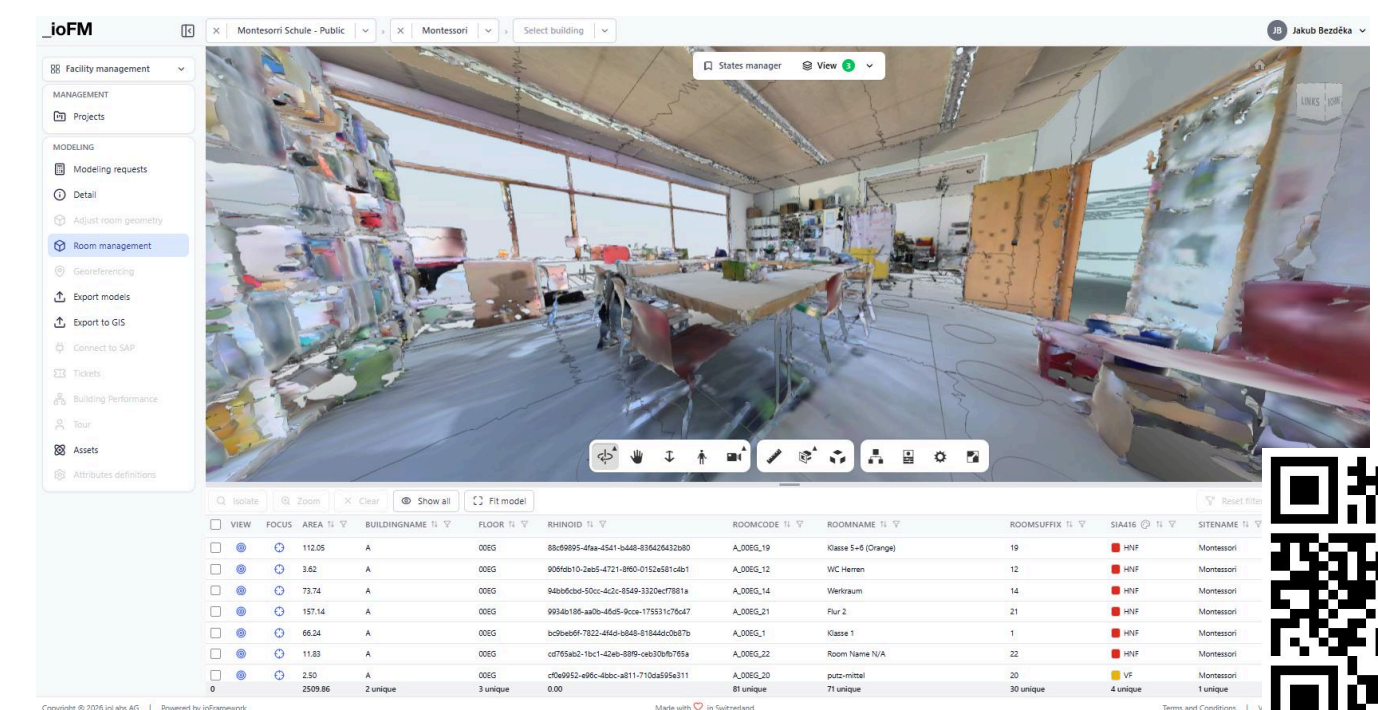 _ioFM
Montesorri Schule - Public
Montessori
Select building
JB
Jakub Bezděka
Facility management
MANAGEMENT
Projects
MODELING
Modeling requests
Detail
Adjust room geometry
Room management
Georeferencing
Export models
Export to GIS
Connect to SAP
Tickets
Building Performance
Tour
Assets
Attributes definitions
States manager
View 3
LINKS
Isolate Zoom Clear Show all Fit model
Reset filte
VIEW FOCUS AREA BUILDINGNAME FLOOR RHINOID ROOMCODE ROOMNAME ROOMSUFFIX SIA416 SITENAME
112.05 A 00EG 88c69895-4faa-4541-b448-836426432b80 A_00EG_19 Klasse 5+6 (Orange) 19 HNF Montessori
3.62 A 00EG 906fdb10-2eb5-4721-8f60-0152e581c4b1 A_00EG_12 WC Herren 12 HNF Montessori
73.74 A 00EG 94bb6cbd-50cc-4c2c-8549-3320ecf7881a A_00EG_14 Werkraum 14 HNF Montessori
157.14 A 00EG 9934b186-aa0b-46d5-9cce-175531c76c47 A_00EG_21 Flur 2 21 HNF Montessori
66.24 A 00EG bc9beb6f-7822-4f4d-b848-81844dc0b87b A_00EG_1 Klasse 1 1 HNF Montessori
11.83 A 00EG cd765ab2-1bc1-42eb-88f9-ceb30bfb765a A_00EG_22 Room Name N/A 22 HNF Montessori
2.50 A 00EG cf0e9952-e96c-4bbc-a811-710da595e311 A_00EG_20 putz-mittel 20 VF Montessori
0 2509.86 2 unique 3 unique 0.00 81 unique 71 unique 30 unique 4 unique 1 unique
Copyright © 2026 ioLabs AG | Powered by ioFramework
Made with in Switzerland
Terms and Conditions |